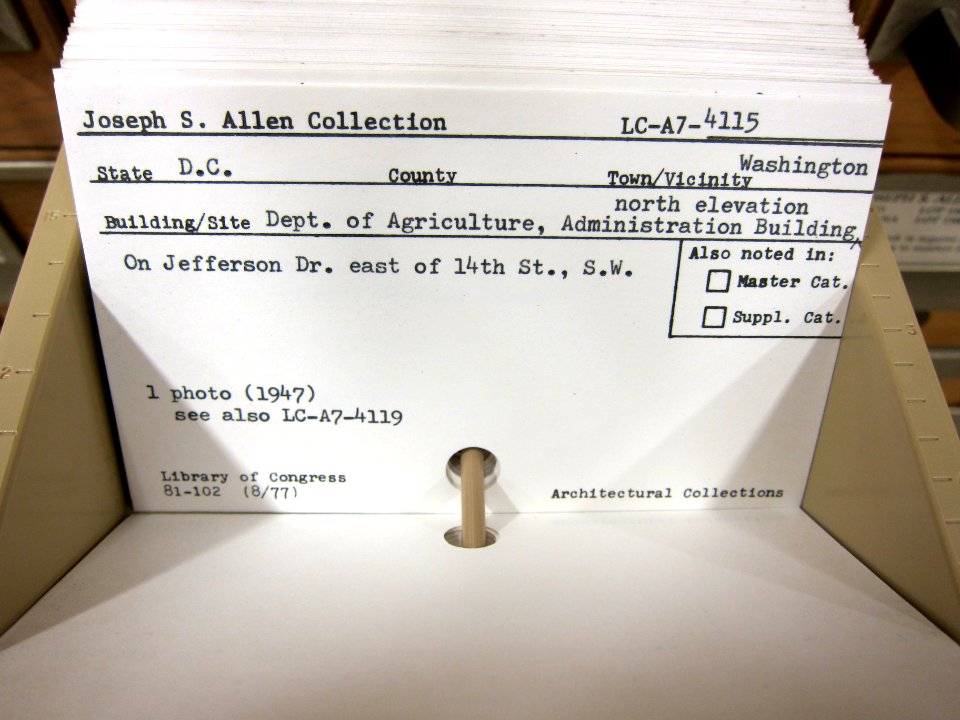 Joseph S. Allen Collection LC-A7-4115
State D.C. County Town/Vicinity Washington
north elevation
Building/Site Dept. of Agriculture, Administration Building^
Also noted in:
On Jefferson Dr. east of 14th St., S.W.
Master Cat.
Suppl. Cat.
1 photo (1947)
see also LC-A7-4119
Library of Congress
81-102 (8/77)
Architectural Collections
2
5